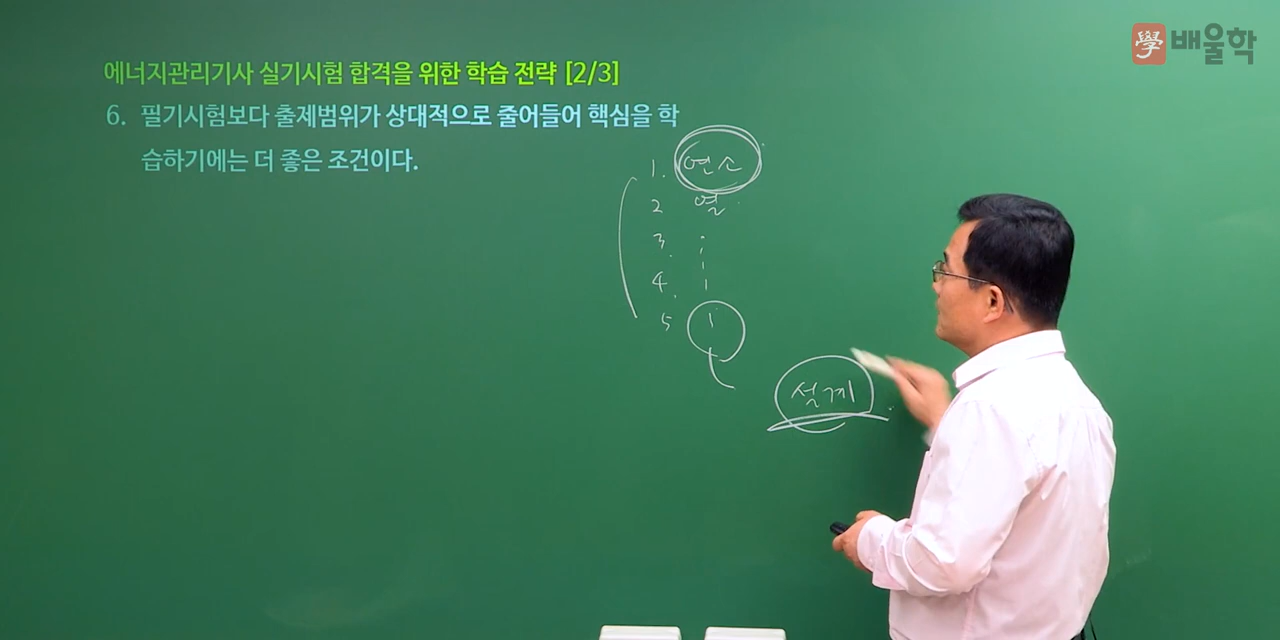 學 배울학
에너지관리기사 실기시험 합격을 위한 학습 전략 [2/3]
6. 필기시험보다 출제범위가 상대적으로 줄어들어 핵심을 학
습하기에는 더 좋은 조건이다.
1. 연소
2 열
3.
4.
5
설계